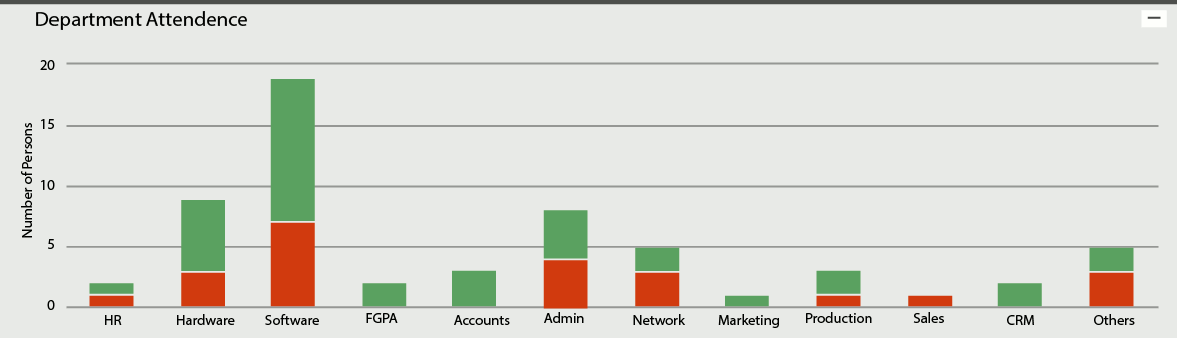 Department Attendence
20
15
10
5
0
Number of Persons
HR Hardware Software FGPA Accounts Admin Network Marketing Production Sales CRM Others